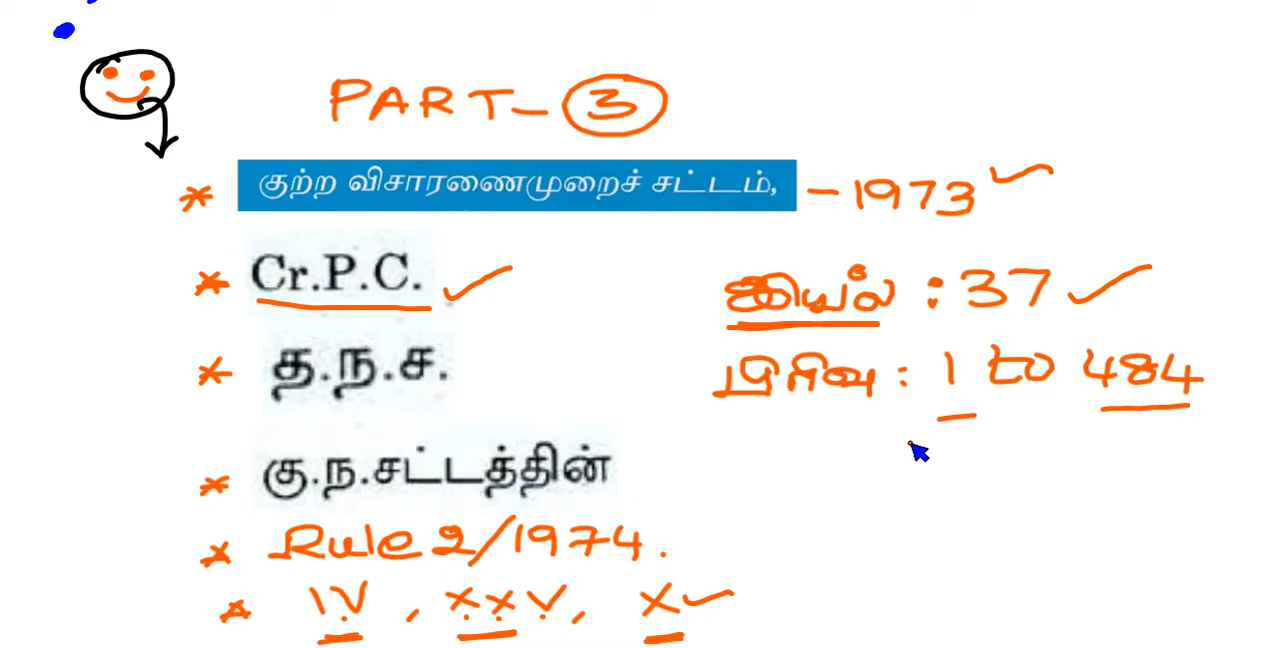 PART - 3
* குற்ற விசாரணைமுறைச் சட்டம், - 1973 ✓
* Cr.P.C. ✓
இயல் : 37 ✓
* த.ந.ச.
பிரிவு : 1 to 484
* கு.ந.சட்டத்தின்
* Rule 2/1974.
* IV, XXV, X ✓